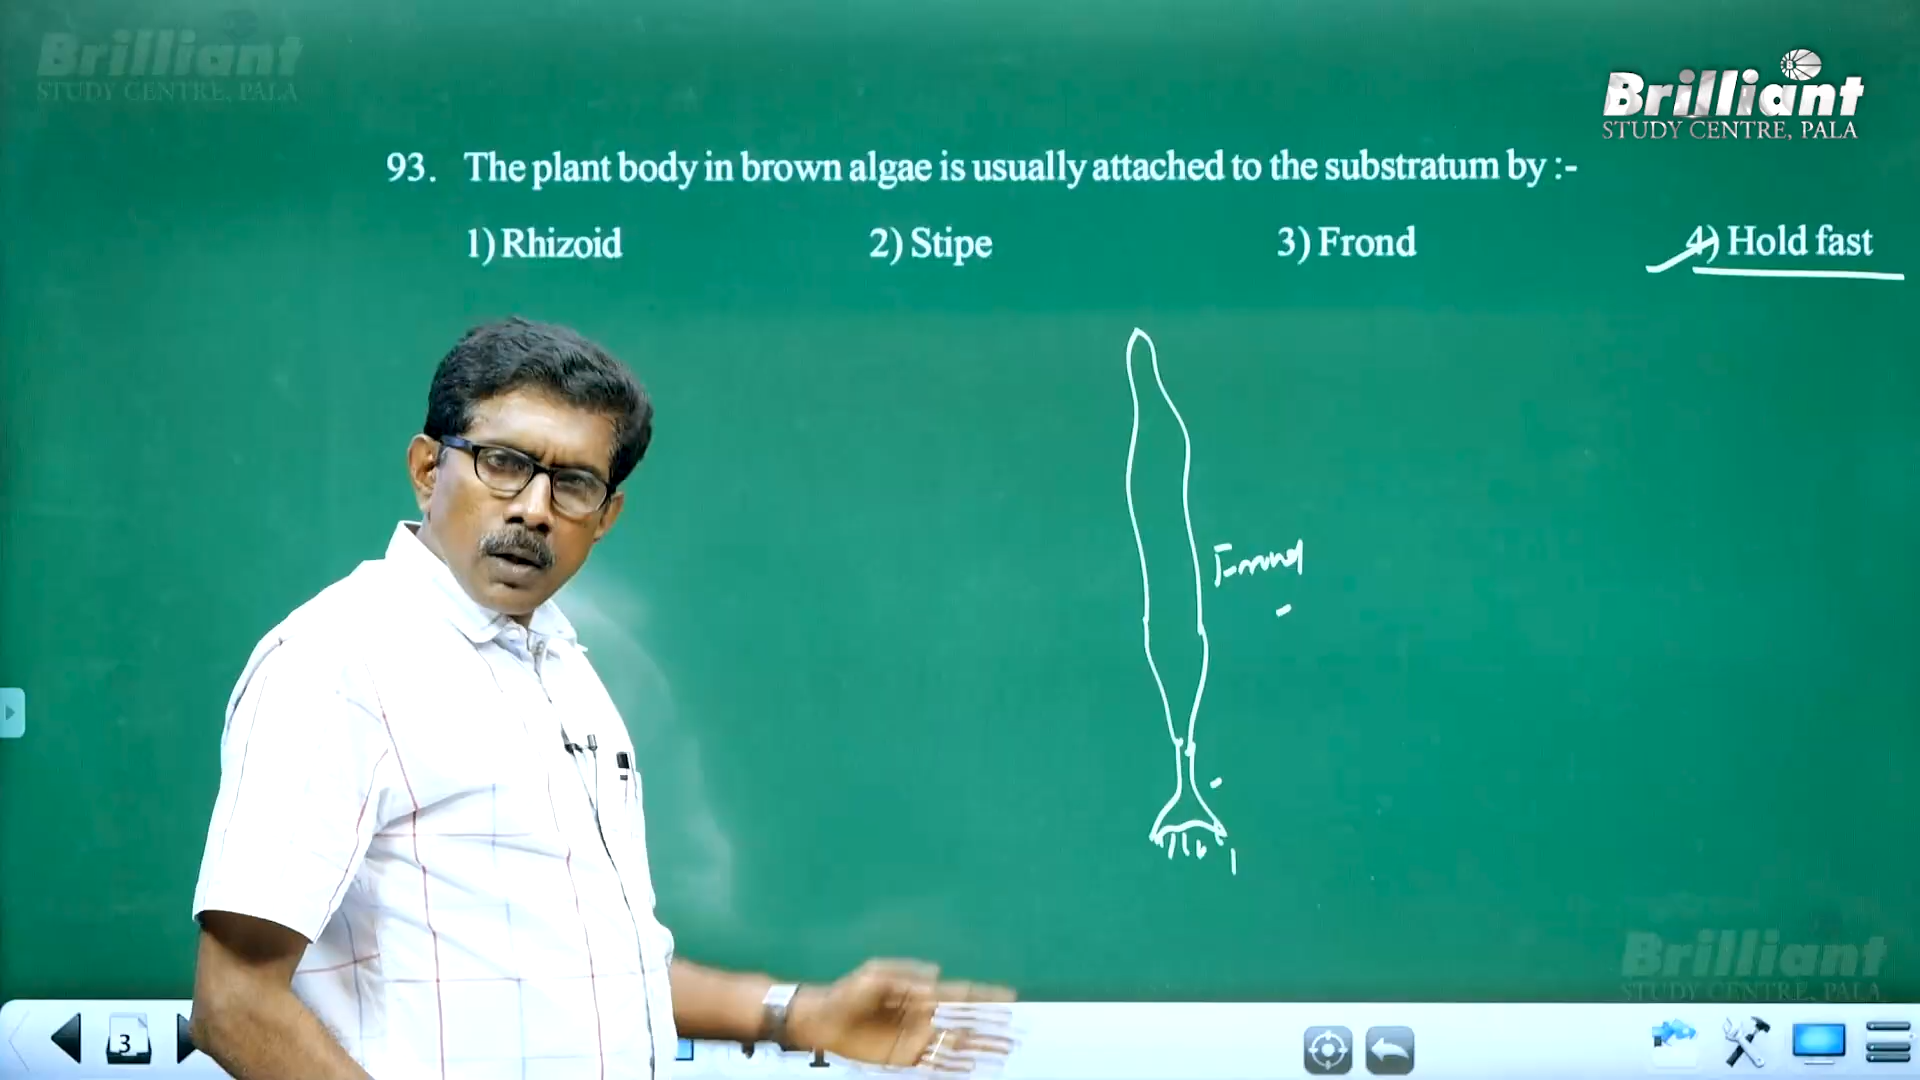 Brilliant
STUDY CENTRE, PALA
Brilliant
STUDY CENTRE, PALA
93. The plant body in brown algae is usually attached to the substratum by :-
1) Rhizoid 2) Stipe 3) Frond 4) Hold fast
Frond
Brilliant
STUDY CENTRE, PALA
3